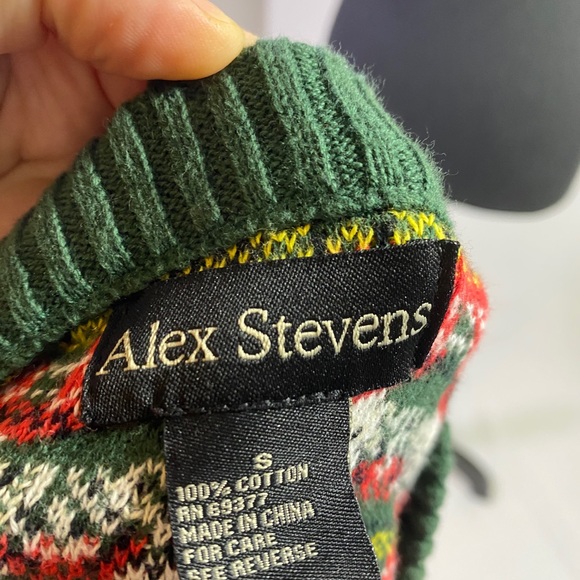 Alex Stevens
S
100% COTTON
RN 69377
MADE IN CHINA
FOR CARE
SEE REVERSE